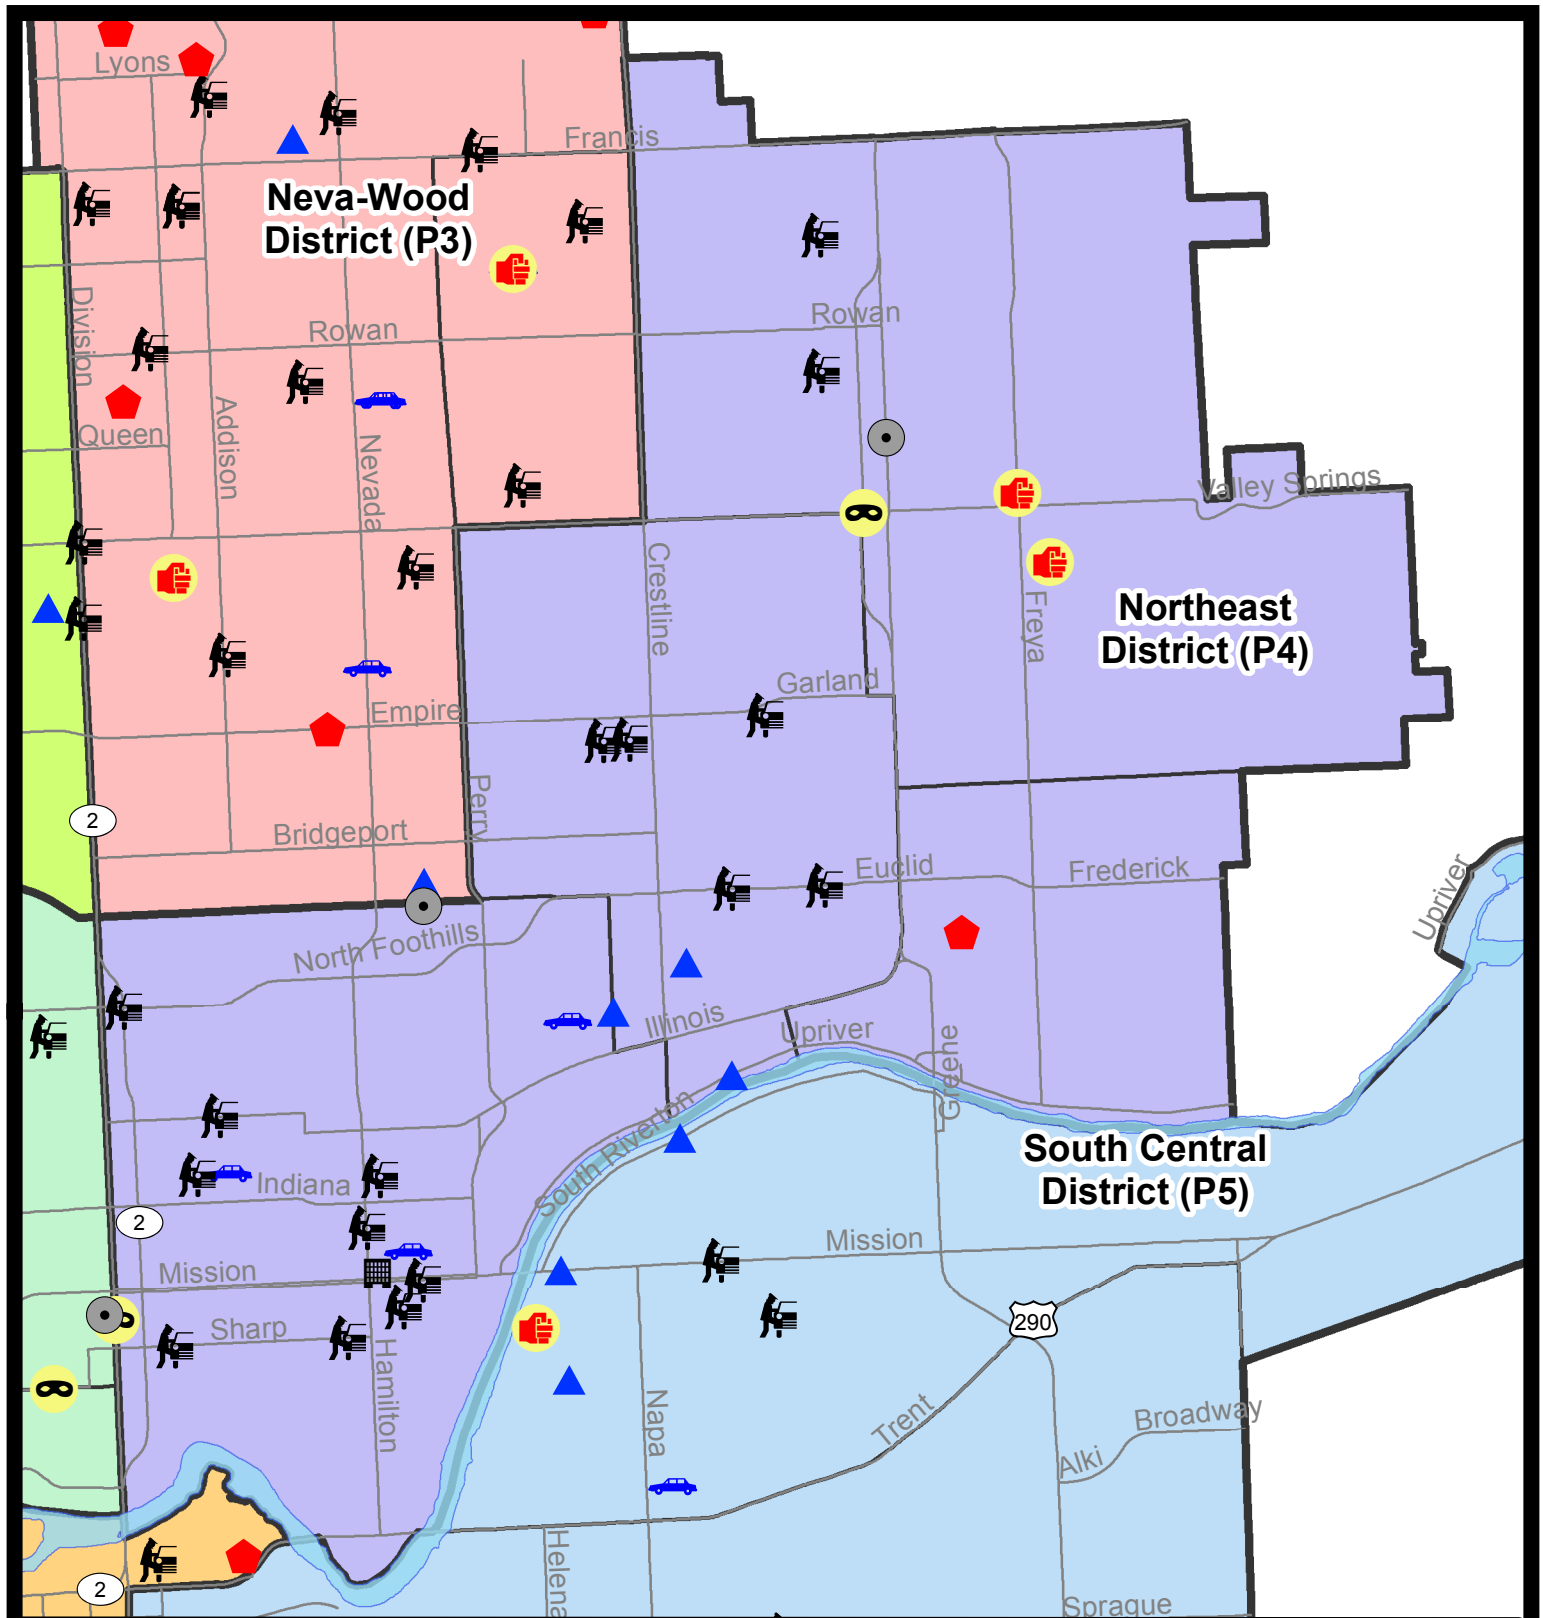 Lyons
Francis
Neva-Wood
District (P3)
Division
Rowan
Rowan
Addison
Queen
Nevada
Valley Springs
Crestline
Freya
Northeast
District (P4)
Garland
Empire
Perry
2
Bridgeport
Euclid
Frederick
Upriver
North Foothills
Illinois
Upriver
Greene
South Riverton
South Central
District (P5)
Indiana
2
Mission
Mission
Sharp
290
Hamilton
Napa
Trent
Broadway
Alki
Helena
2
Sprague